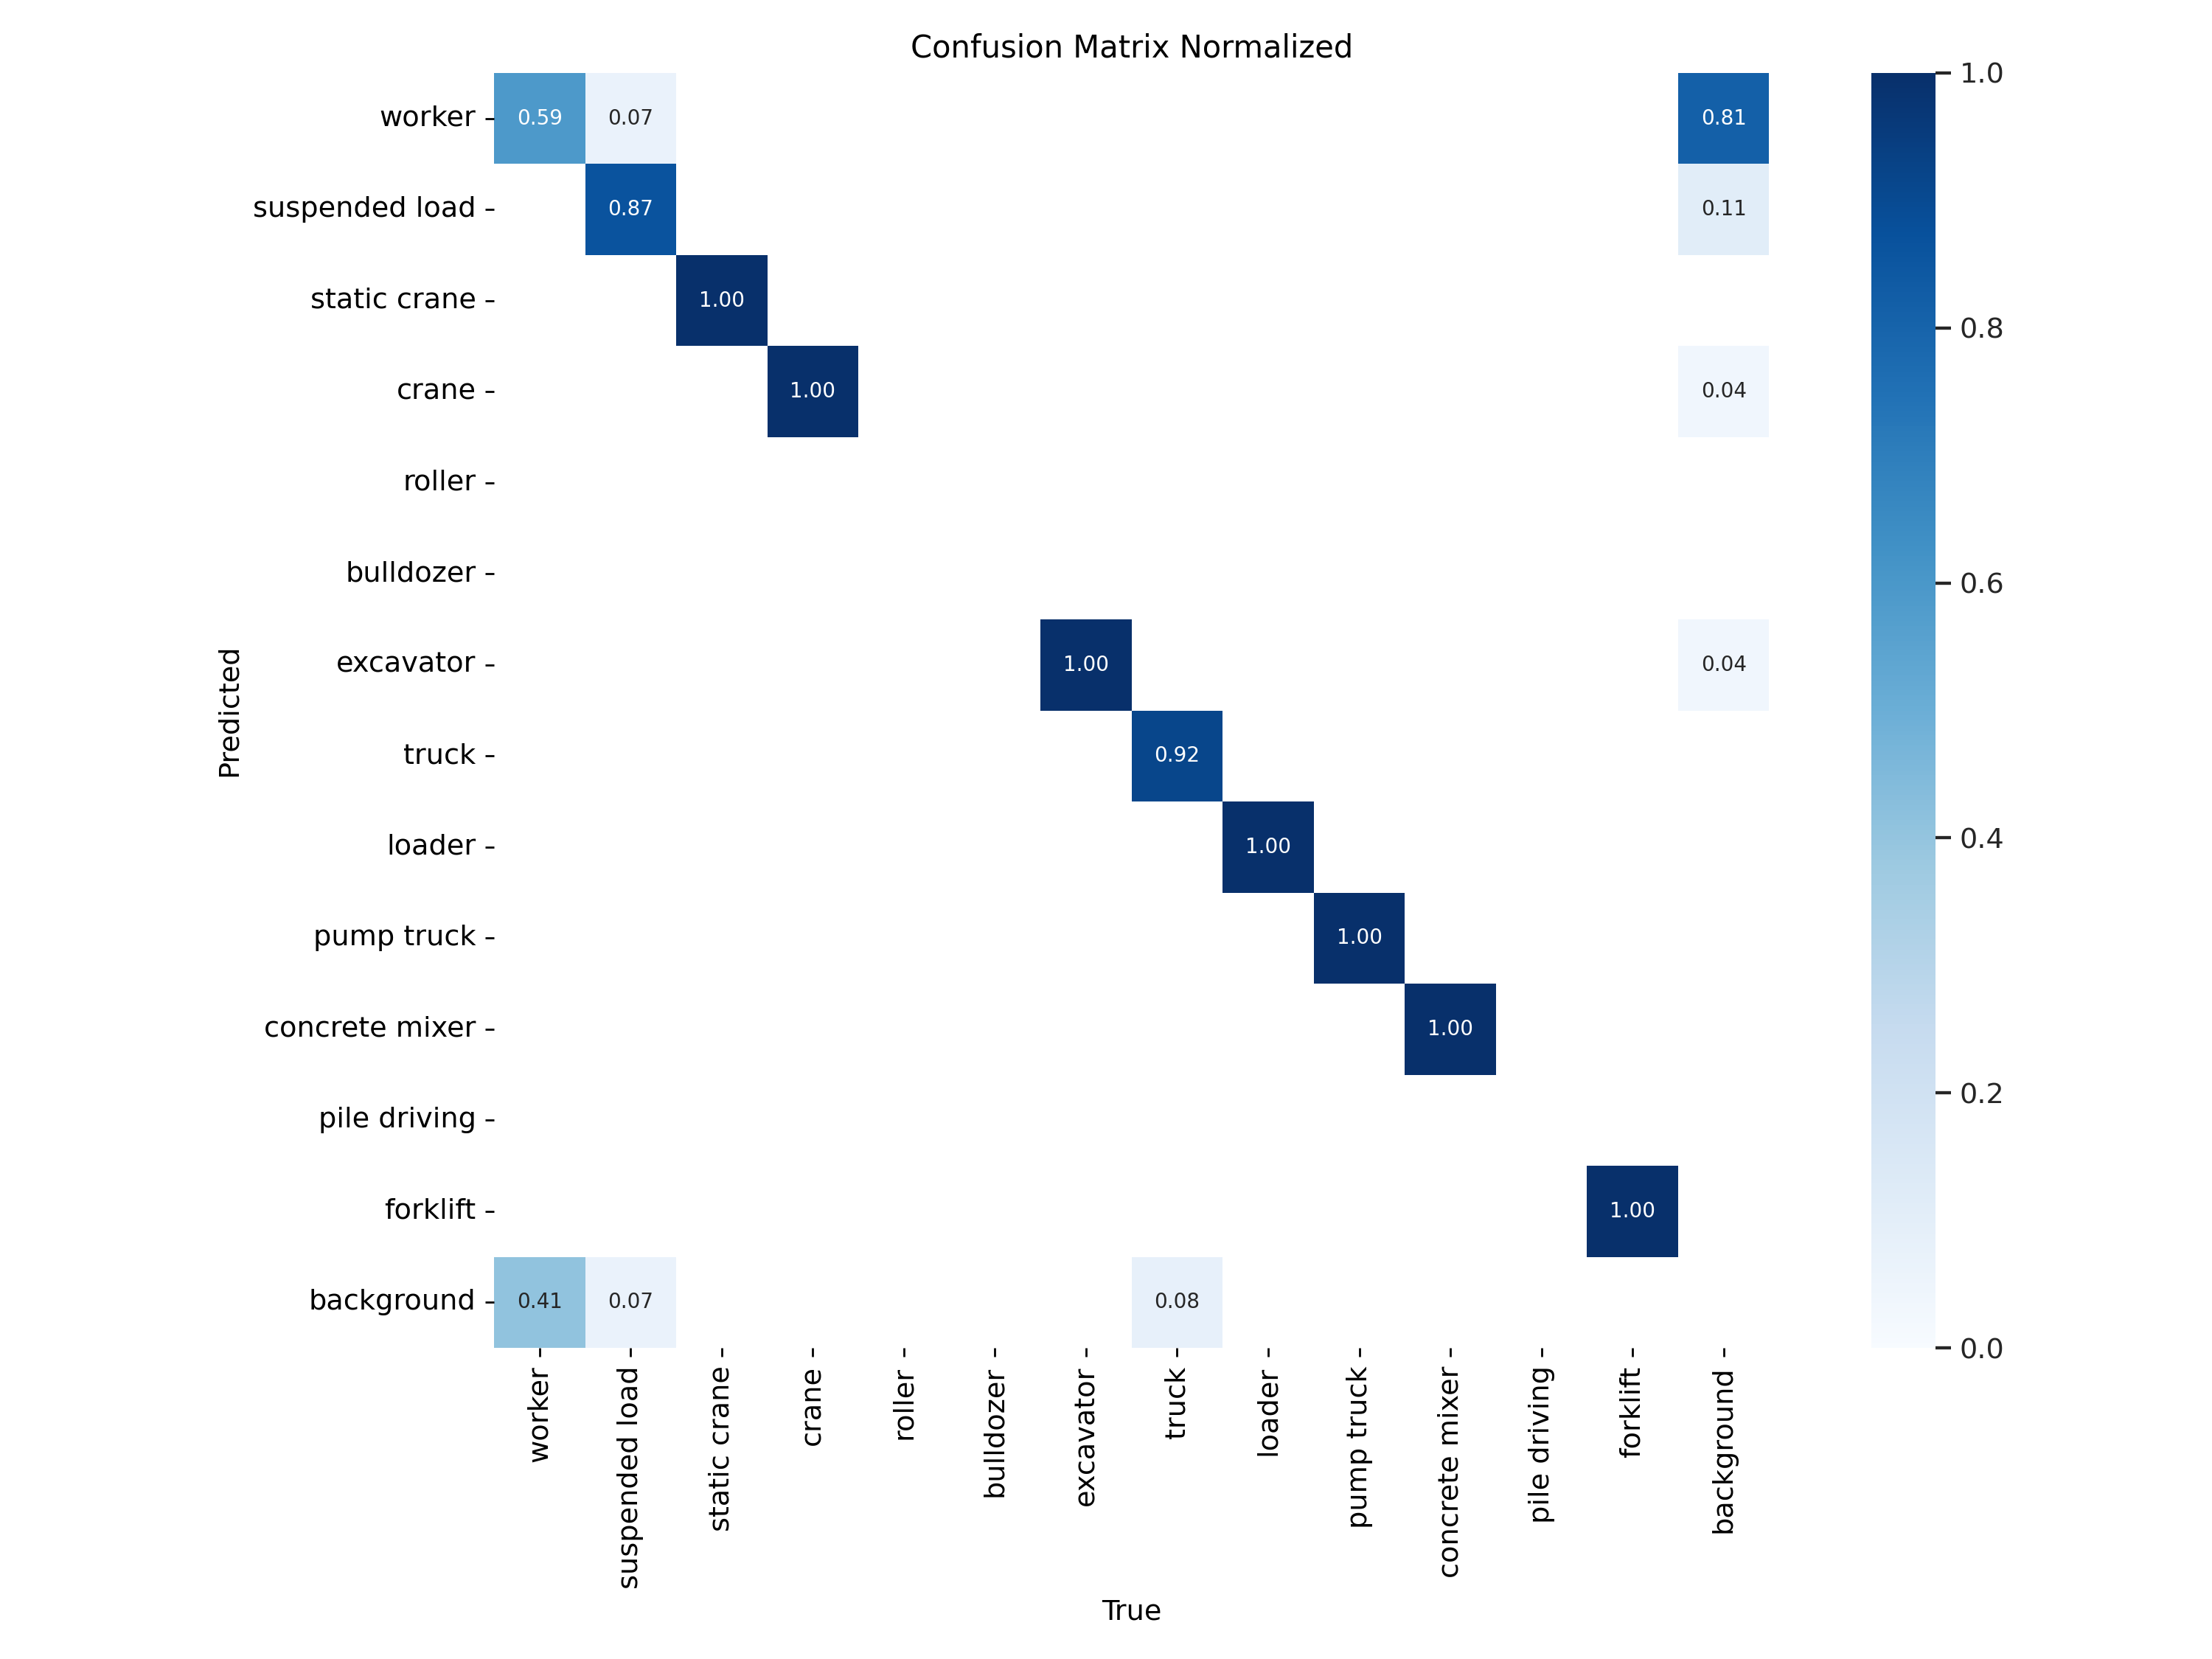 Confusion Matrix Normalized
worker
0.59 0.07 0.81
suspended load
0.87 0.11
static crane
1.00
crane
1.00 0.04
roller
bulldozer
excavator
1.00 0.04
truck
0.92
loader
1.00
pump truck
1.00
concrete mixer
1.00
pile driving
forklift
1.00
background
0.41 0.07 0.08
Predicted
worker
suspended load
static crane
crane
roller
bulldozer
excavator
truck
loader
pump truck
concrete mixer
pile driving
forklift
background
True
1.0
0.8
0.6
0.4
0.2
0.0